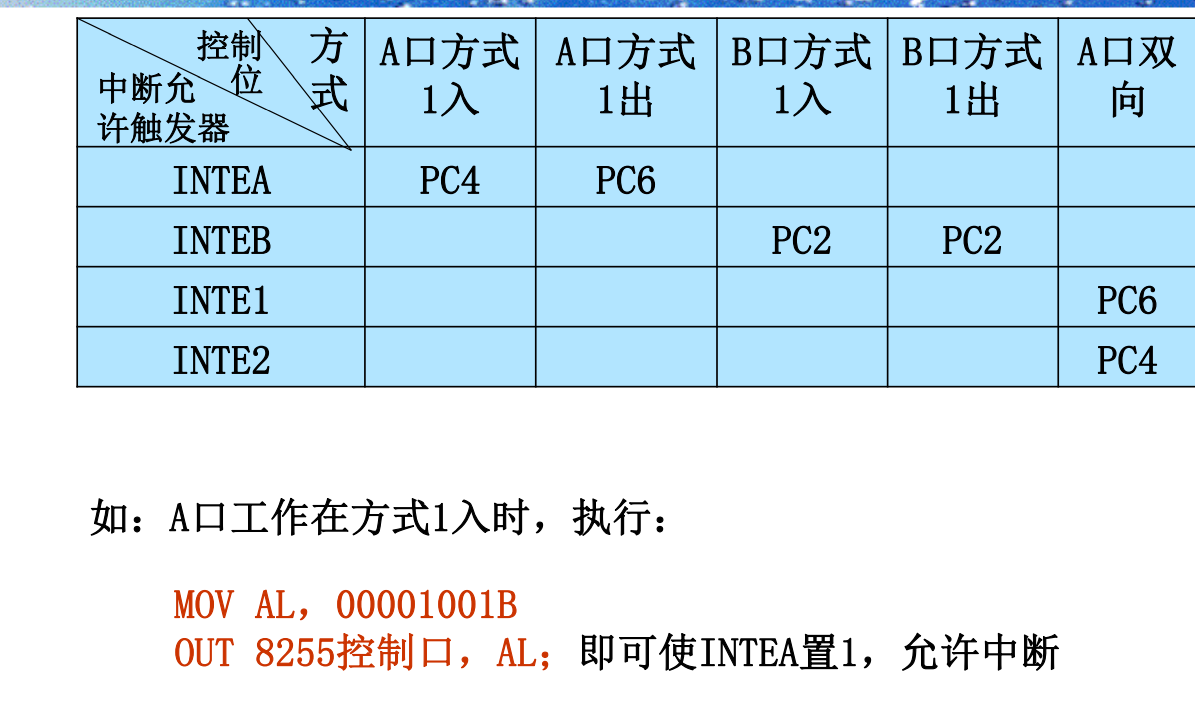 控制位 方式
中断允许触发器
A口方式1入 A口方式1出 B口方式1入 B口方式1出 A口双向
INTEA PC4 PC6
INTEB PC2 PC2
INTE1 PC6
INTE2 PC4
如：A口工作在方式1入时，执行：
MOV AL，00001001B
OUT 8255控制口，AL；即可使INTEA置1，允许中断